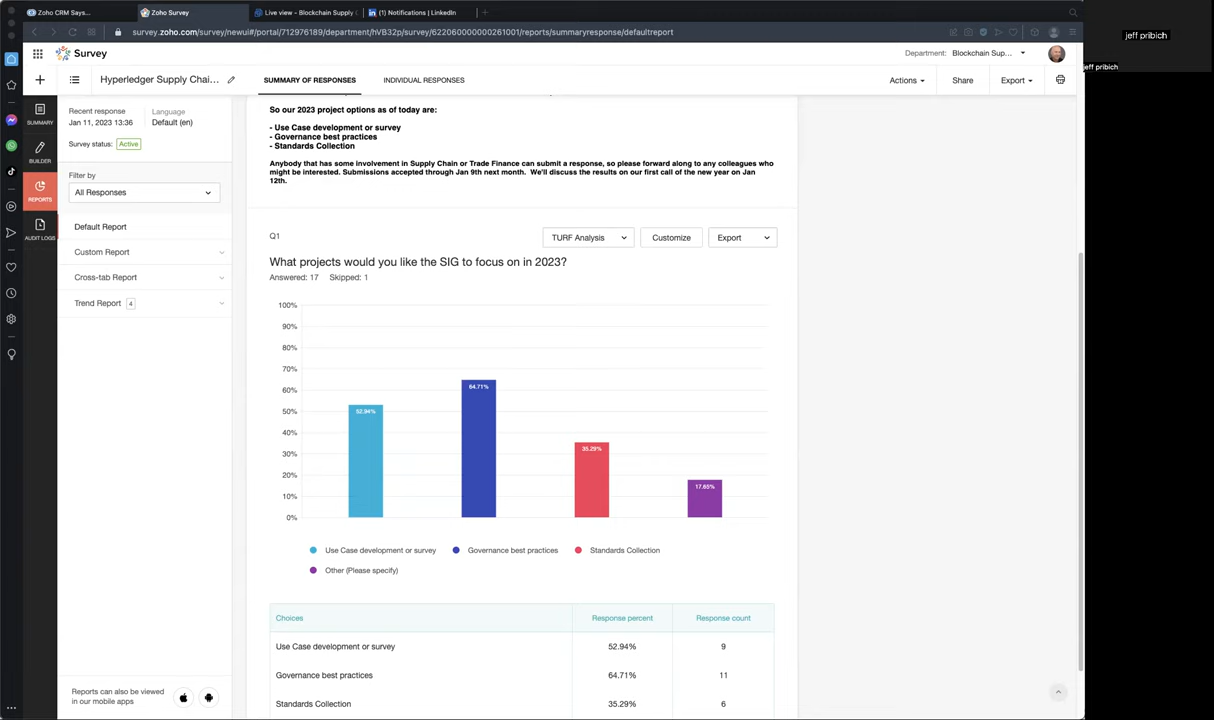 Zoho CRM Says...
Zoho Survey
Live view - Blockchain Supply C
(1) Notifications | LinkedIn
survey.zoho.com/survey/newui#/portal/712976189/department/hVB32p/survey/622060000000261001/reports/summaryresponse/defaultreport
jeff pribich
jeff pribich
Survey
Department: Blockchain Sup...
Hyperledger Supply Chai...
SUMMARY OF RESPONSES
INDIVIDUAL RESPONSES
Actions
Share
Export
SUMMARY
BUILDER
REPORTS
AUDIT LOGS
Recent response
Jan 11, 2023 13:36
Language
Default (en)
Survey status: Active
Filter by
All Responses
Default Report
Custom Report
Cross-tab Report
Trend Report 4
Reports can also be viewed
in our mobile apps
So our 2023 project options as of today are:
- Use Case development or survey
- Governance best practices
- Standards Collection
Anybody that has some involvement in Supply Chain or Trade Finance can submit a response, so please forward along to any colleagues who
might be interested. Submissions accepted through Jan 9th next month. We'll discuss the results on our first call of the new year on Jan
12th.
Q1
TURF Analysis
Customize
Export
What projects would you like the SIG to focus on in 2023?
Answered: 17 Skipped: 1
100%
90%
80%
70%
60%
50%
40%
30%
20%
10%
0%
52.94%
64.71%
35.29%
17.65%
Use Case development or survey
Governance best practices
Standards Collection
Other (Please specify)
Choices Response percent Response count
Use Case development or survey 52.94% 9
Governance best practices 64.71% 11
Standards Collection 35.29% 6